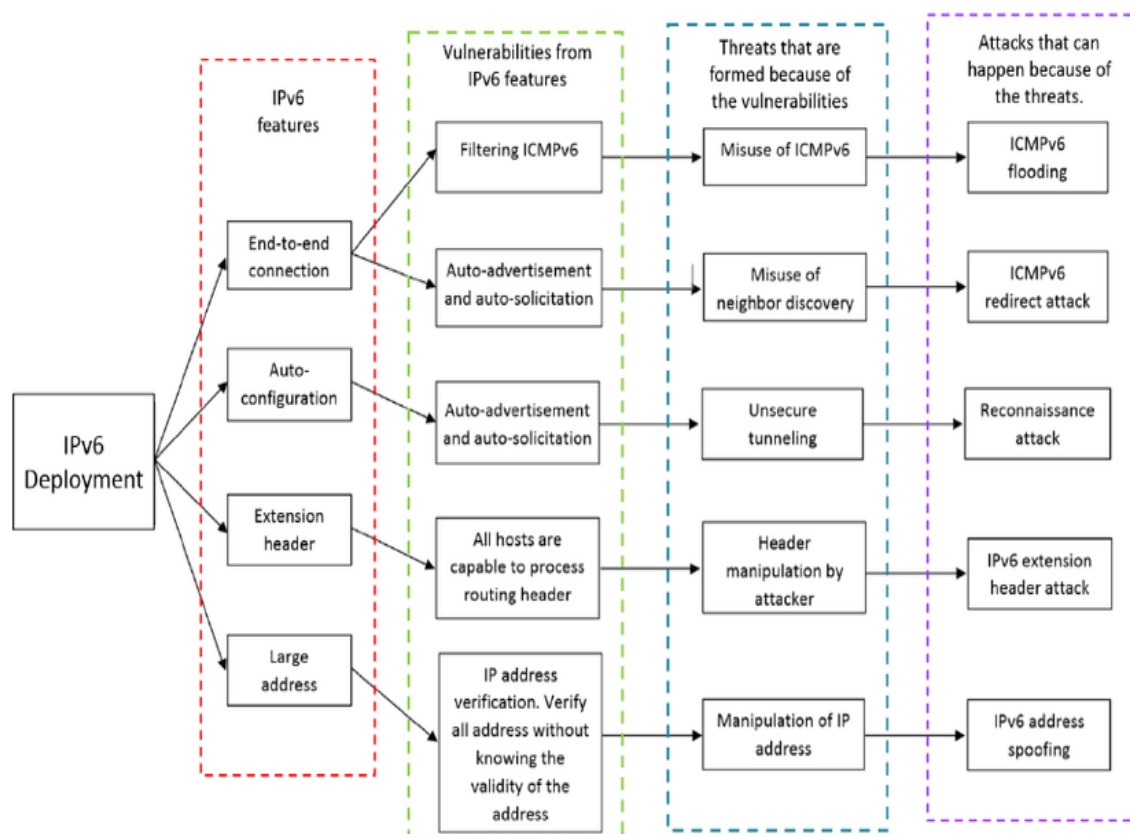 IPv6
Deployment
IPv6
features
End-to-end
connection
Auto-
configuration
Extension
header
Large
address
Vulnerabilities from
IPv6 features
Filtering ICMPv6
Auto-advertisement
and auto-solicitation
Auto-advertisement
and auto-solicitation
All hosts are
capable to process
routing header
IP address
verification. Verify
all address without
knowing the
validity of the
address
Threats that are
formed because of
the vulnerabilities
Misuse of ICMPv6
Misuse of
neighbor discovery
Unsecure
tunneling
Header
manipulation by
attacker
Manipulation of IP
address
Attacks that can
happen because of
the threats.
ICMPv6
flooding
ICMPv6
redirect attack
Reconnaissance
attack
IPv6 extension
header attack
IPv6 address
spoofing